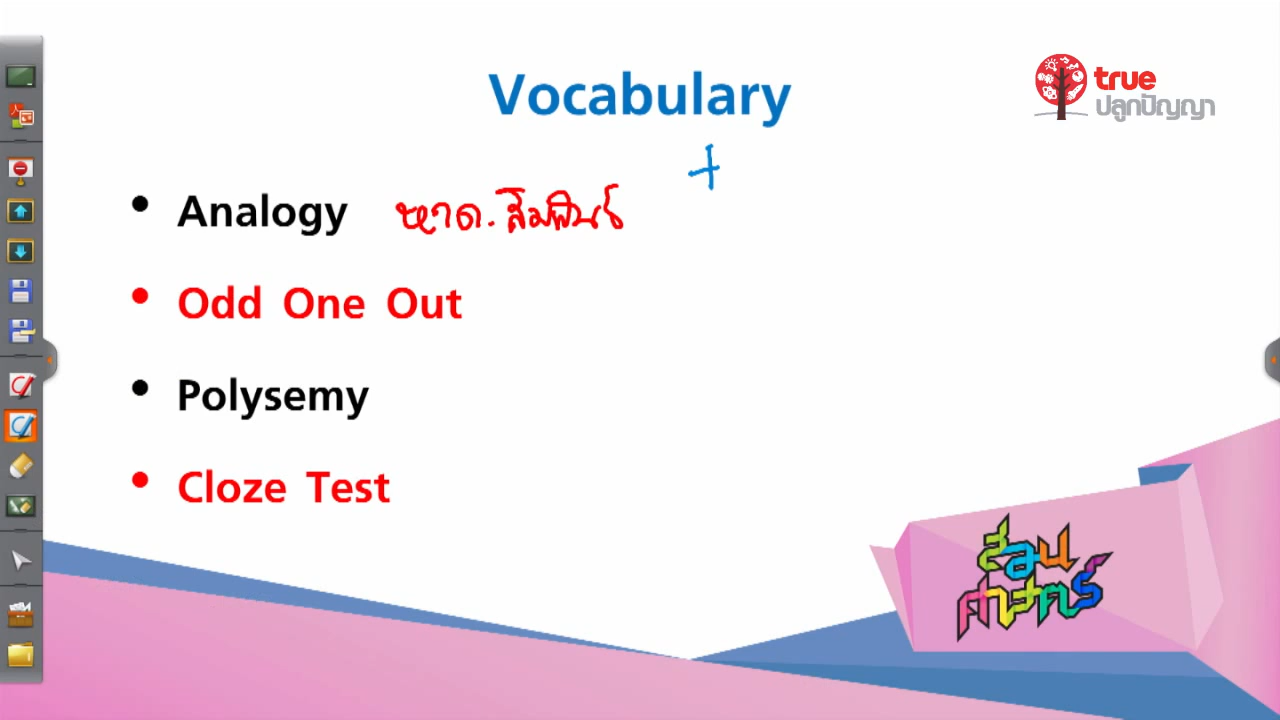 Vocabulary
true
ปลูกปัญญา
+
• Analogy หาค. สัมพันธ์
• Odd One Out
• Polysemy
• Cloze Test
สอน
ศาสตร์